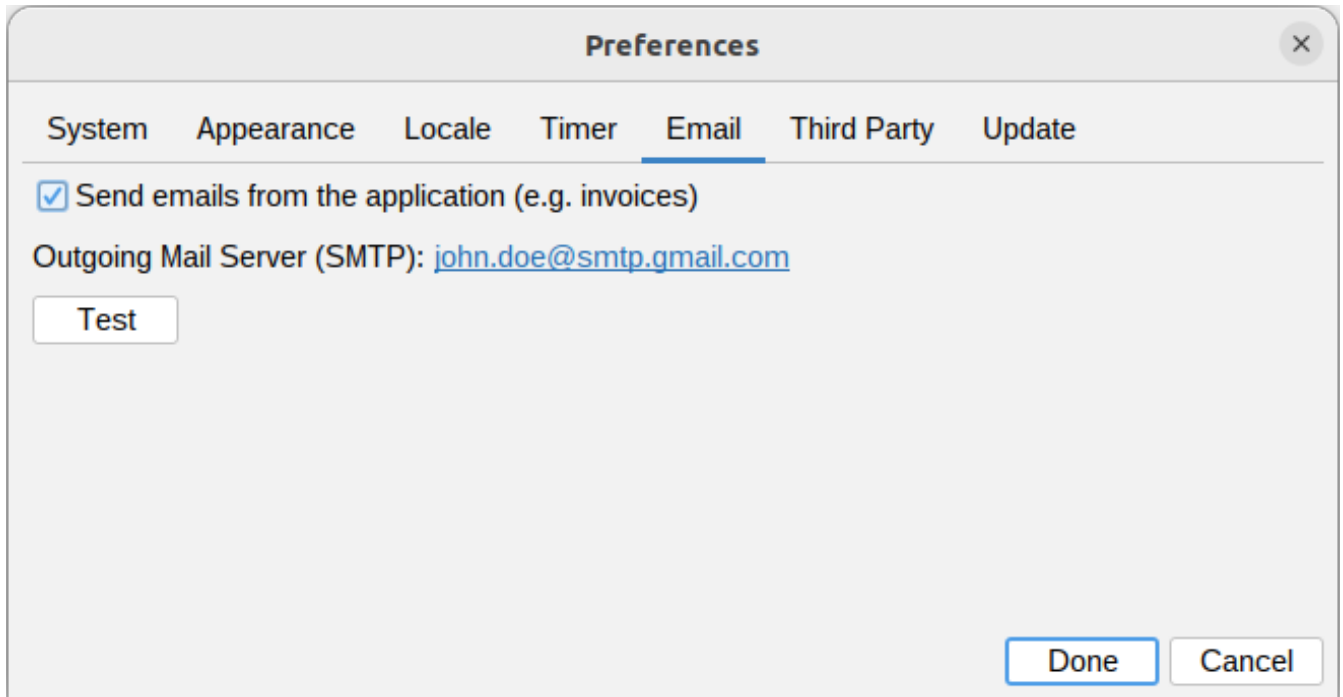 Preferences
System Appearance Locale Timer Email Third Party Update
Send emails from the application (e.g. invoices)
Outgoing Mail Server (SMTP): john.doe@smtp.gmail.com
Test
Done Cancel